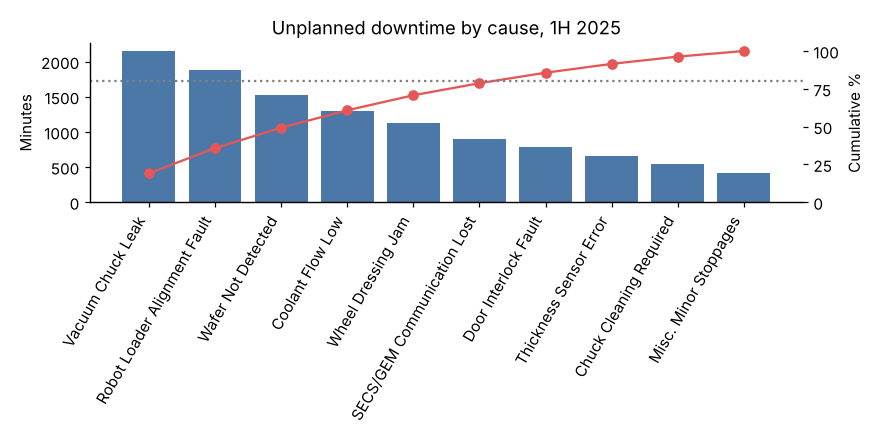 Unplanned downtime by cause, 1H 2025
Minutes
2000
1500
1000
500
0
100
75
50
25
0
Cumulative %
Vacuum Chuck Leak
Robot Loader Alignment Fault
Wafer Not Detected
Coolant Flow Low
Wheel Dressing Jam
SECS/GEM Communication Lost
Door Interlock Fault
Thickness Sensor Error
Chuck Cleaning Required
Misc. Minor Stoppages